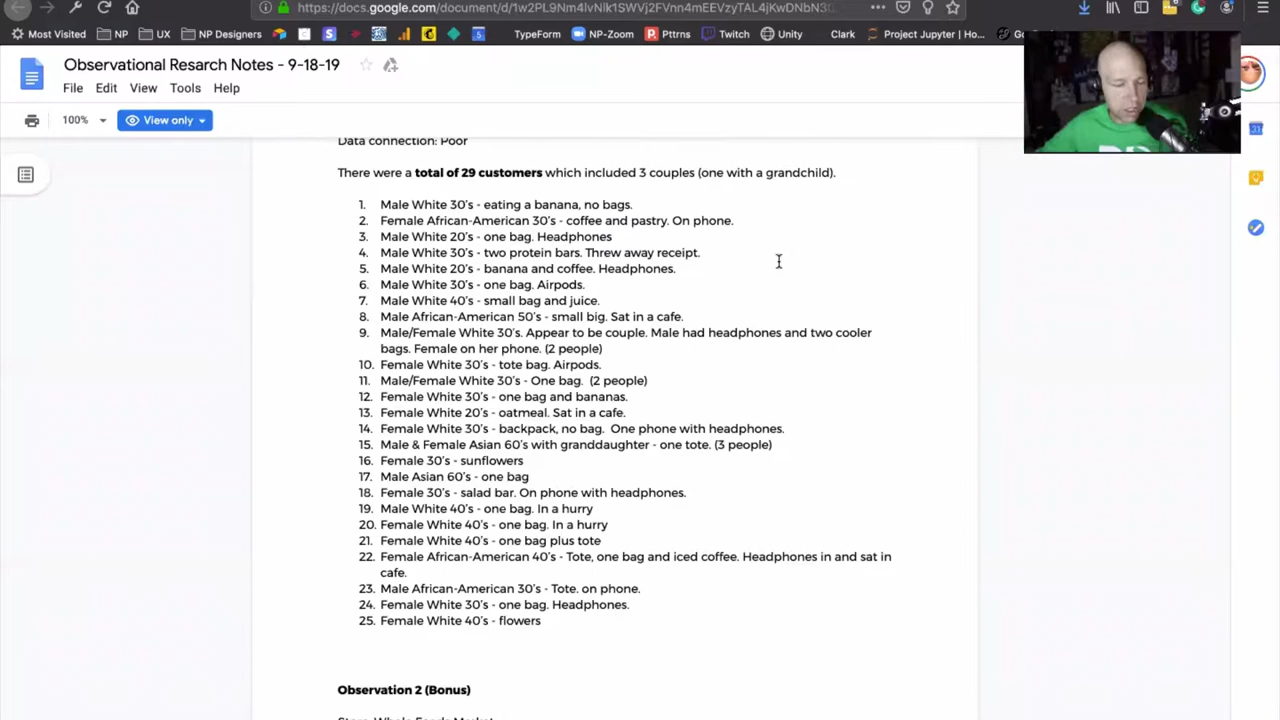 https://docs.google.com/document/d/1w2PL9Nm4IvNik1SWVj2FVnn4mEEVzyTAL4jKwDNbN3
Most Visited NP UX NP Designers TypeForm NP-Zoom Pttrns Twitch Unity Clark Project Jupyter | Ho...
Observational Resarch Notes - 9-18-19
File Edit View Tools Help
100% View only
Data connection: Poor
There were a total of 29 customers which included 3 couples (one with a grandchild).
1. Male White 30's - eating a banana, no bags.
2. Female African-American 30's - coffee and pastry. On phone.
3. Male White 20's - one bag. Headphones
4. Male White 30's - two protein bars. Threw away receipt.
5. Male White 20's - banana and coffee. Headphones.
6. Male White 30's - one bag. Airpods.
7. Male White 40's - small bag and juice.
8. Male African-American 50's - small big. Sat in a cafe.
9. Male/Female White 30's. Appear to be couple. Male had headphones and two cooler
bags. Female on her phone. (2 people)
10. Female White 30's - tote bag. Airpods.
11. Male/Female White 30's - One bag. (2 people)
12. Female White 30's - one bag and bananas.
13. Female White 20's - oatmeal. Sat in a cafe.
14. Female White 30's - backpack, no bag. One phone with headphones.
15. Male & Female Asian 60's with granddaughter - one tote. (3 people)
16. Female 30's - sunflowers
17. Male Asian 60's - one bag
18. Female 30's - salad bar. On phone with headphones.
19. Male White 40's - one bag. In a hurry
20. Female White 40's - one bag. In a hurry
21. Female White 40's - one bag plus tote
22. Female African-American 40's - Tote, one bag and iced coffee. Headphones in and sat in
cafe.
23. Male African-American 30's - Tote. on phone.
24. Female White 30's - one bag. Headphones.
25. Female White 40's - flowers
Observation 2 (Bonus)
Store: Whole Foods Market